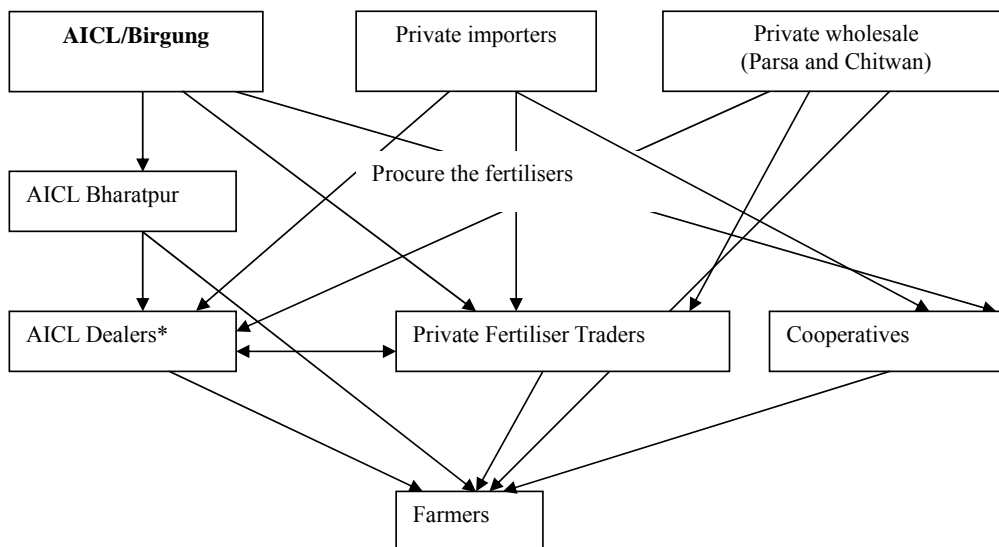 AICL/Birgung
Private importers
Private wholesale
(Parsa and Chitwan)
Procure the fertilisers
AICL Bharatpur
AICL Dealers*
Private Fertiliser Traders
Cooperatives
Farmers